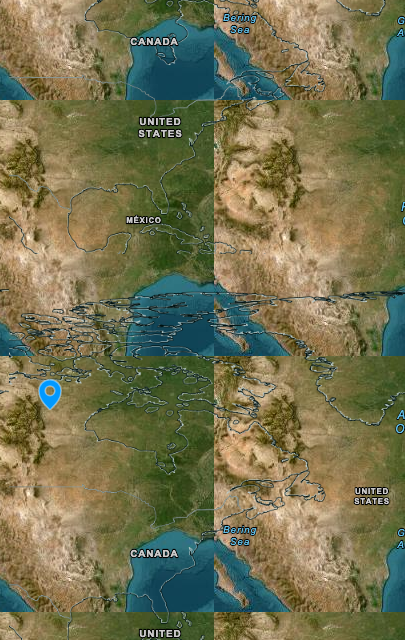 Bering
Sea
G
A
CANADA
UNITED
STATES
MÉXICO
A
O
UNITED
STATES
Bering
Sea
G
A
CANADA
UNITED